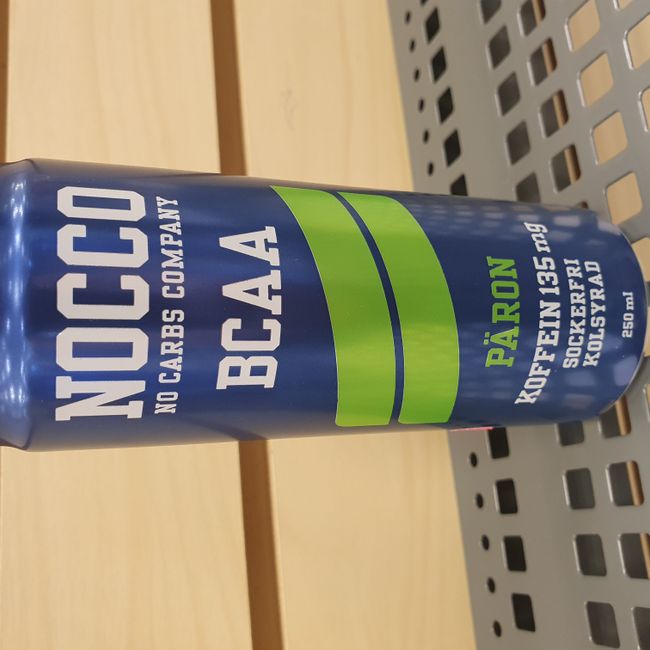 NOCCO
NO CARBS COMPANY
BCAA
PÄRON
KOFFEIN 135 mg
SOCKERFRI
KOLSYRAD
250 ml